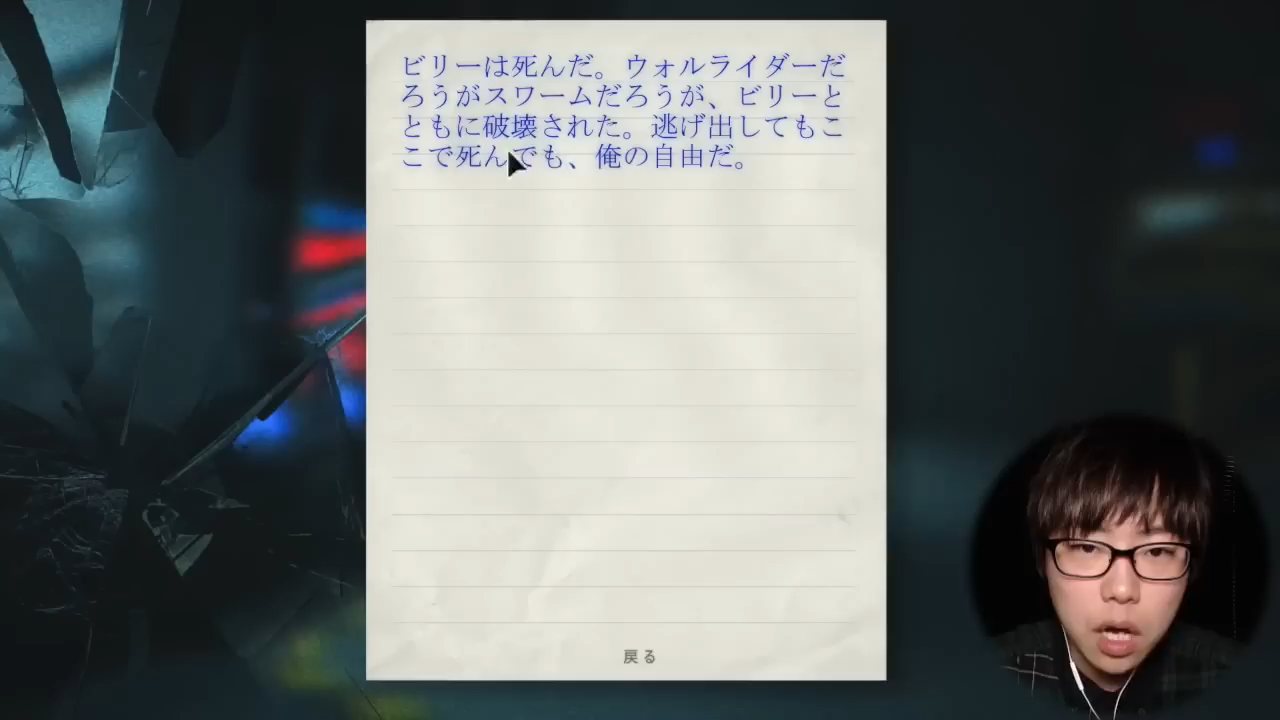 ビリーは死んだ。ウォルライダーだ
ろうがスワームだろうが、ビリーと
ともに破壊された。逃げ出してもこ
こで死んでも、俺の自由だ。
戻る